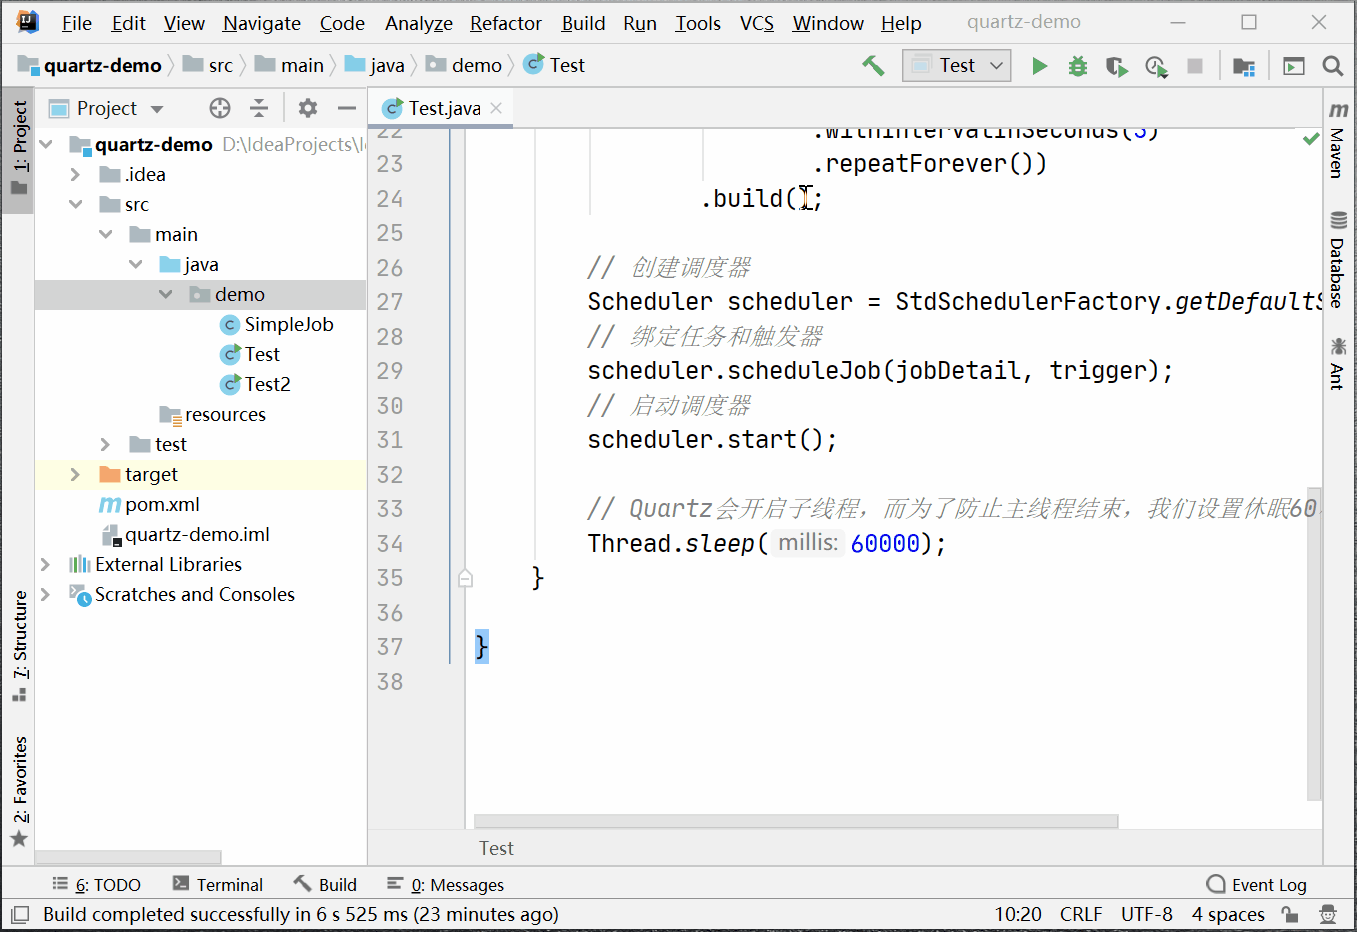 File Edit View Navigate Code Analyze Refactor Build Run Tools VCS Window Help quartz-demo
quartz-demo src main java demo Test Test
1: Project
Project
Test.java
quartz-demo D:\IdeaProjects\
.idea
src
main
java
demo
SimpleJob
Test
Test2
resources
test
target
pom.xml
quartz-demo.iml
External Libraries
Scratches and Consoles
7: Structure
2: Favorites
22 .withIntervalInSeconds(3)
23 .repeatForever())
24 .build();
25
26 // 创建调度器
27 Scheduler scheduler = StdSchedulerFactory.getDefaultS
28 // 绑定任务和触发器
29 scheduler.scheduleJob(jobDetail, trigger);
30 // 启动调度器
31 scheduler.start();
32
33 // Quartz会开启子线程，而为了防止主线程结束，我们设置休眠60
34 Thread.sleep( millis: 60000);
35 }
36
37 }
38
Test
Maven
Database
Ant
6: TODO Terminal Build 0: Messages Event Log
Build completed successfully in 6 s 525 ms (23 minutes ago) 10:20 CRLF UTF-8 4 spaces